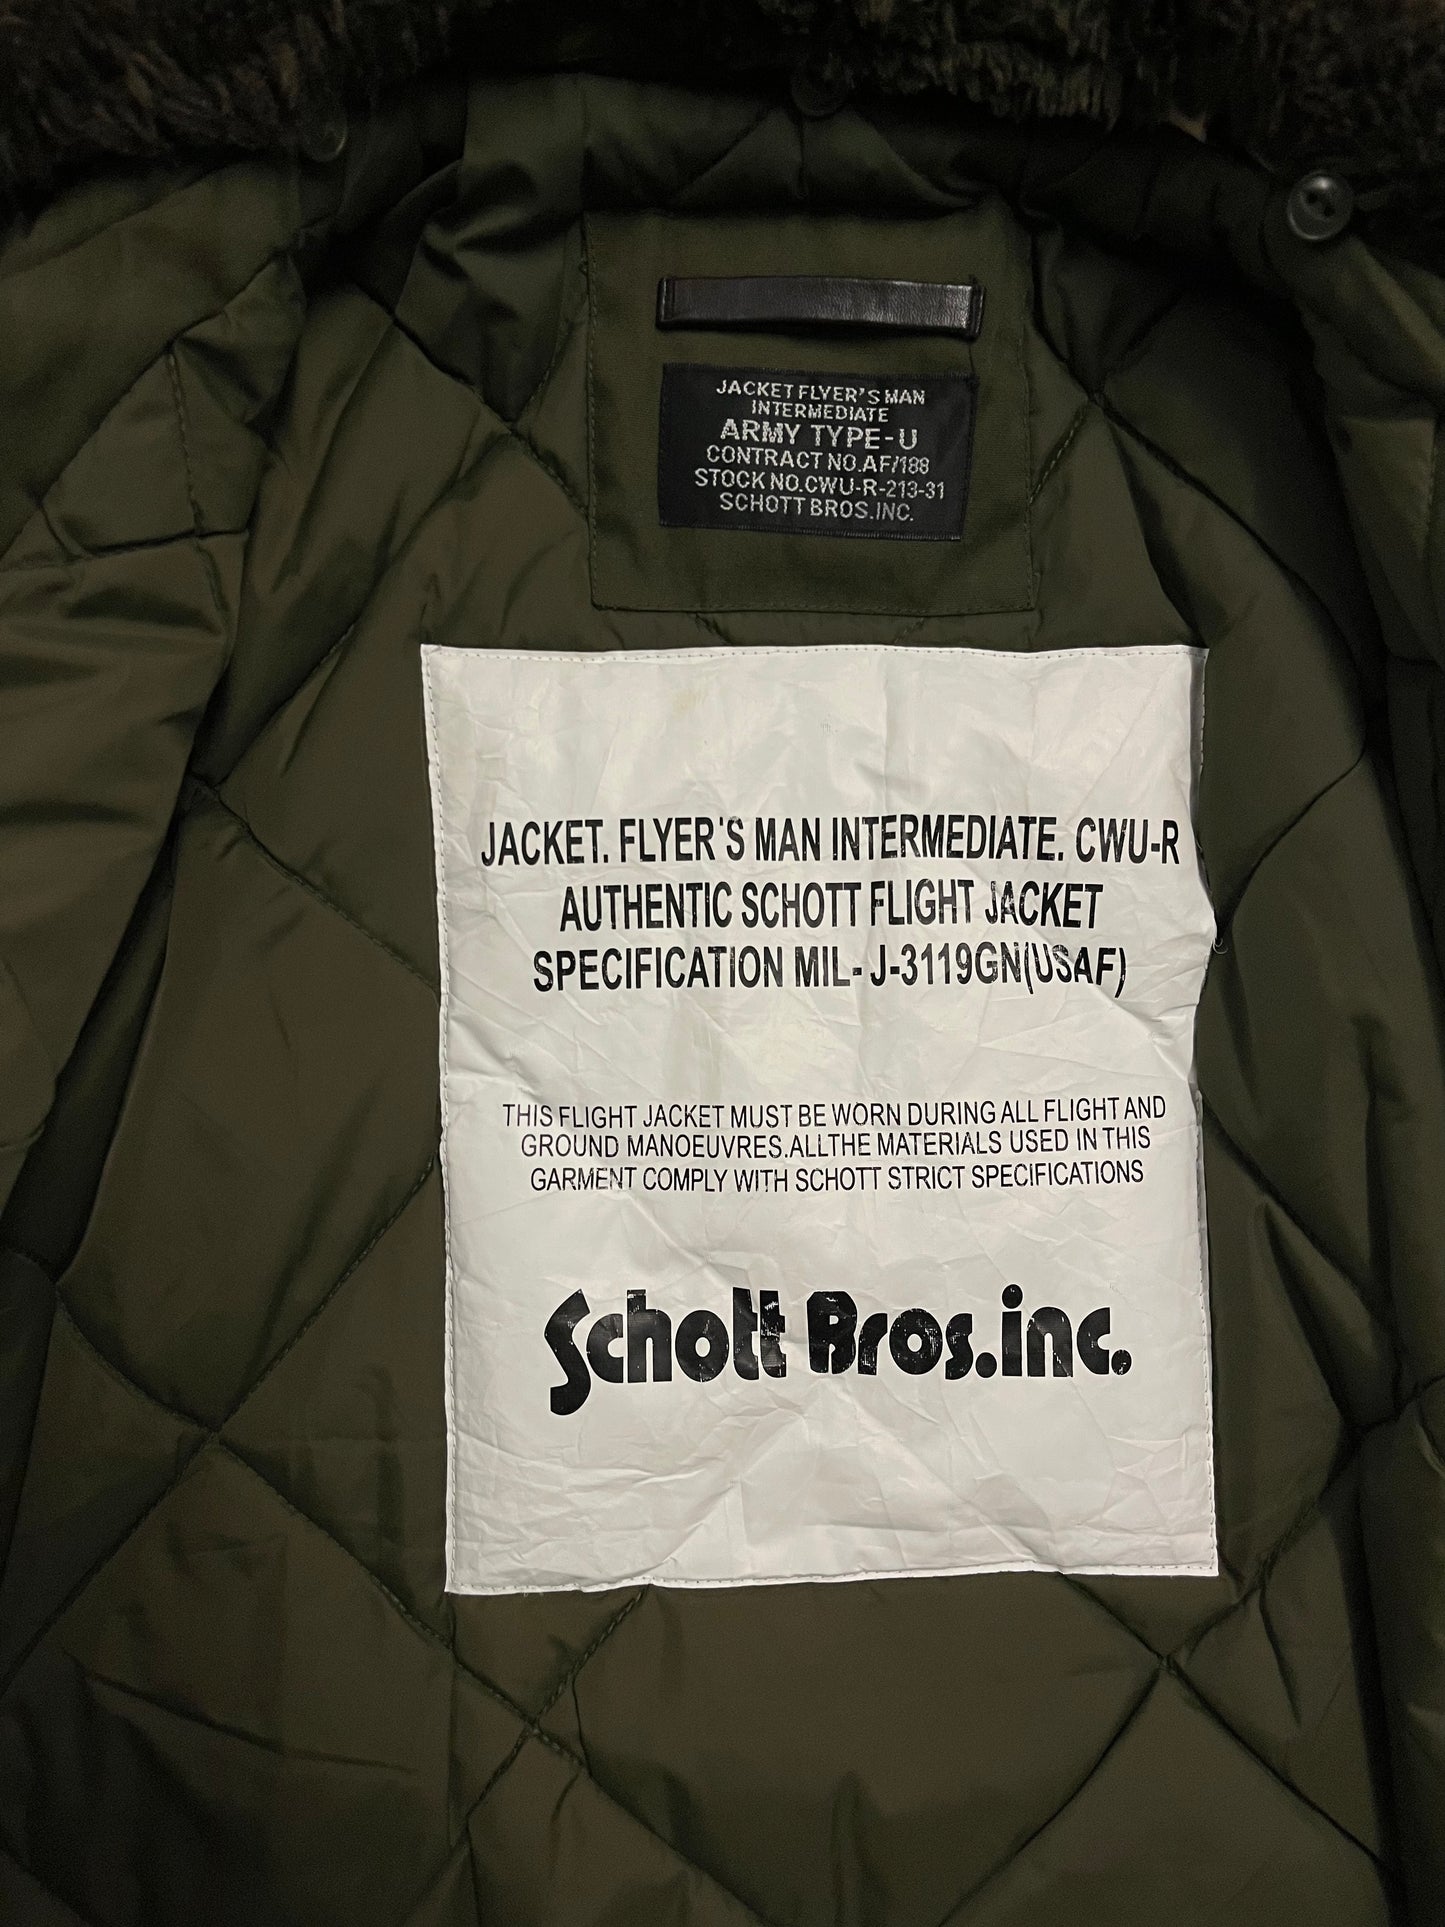 JACKET FLYER'S MAN
INTERMEDIATE
ARMY TYPE-U
CONTRACT NO.AF/188
STOCK NO.CWU-R-213-31
SCHOTT BROS.INC.
JACKET. FLYER'S MAN INTERMEDIATE. CWU-R
AUTHENTIC SCHOTT FLIGHT JACKET
SPECIFICATION MIL- J-3119GN(USAF)
THIS FLIGHT JACKET MUST BE WORN DURING ALL FLIGHT AND
GROUND MANOEUVRES.ALLTHE MATERIALS USED IN THIS
GARMENT COMPLY WITH SCHOTT STRICT SPECIFICATIONS
Schott Bros.inc.